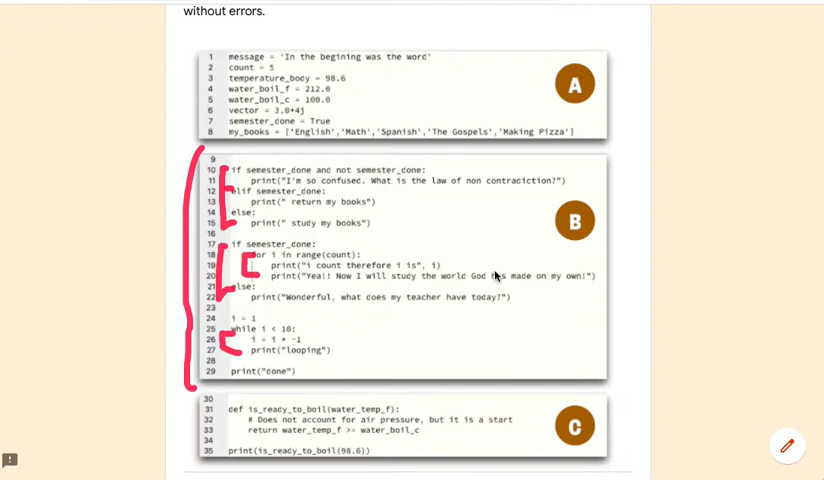 without errors.
1 message = 'In the begining was the word'
2 count = 5
3 temperature_body = 98.6
4 water_boil_f = 212.0
5 water_boil_c = 100.0
6 vector = 3.0+4j
7 semester_done = True
8 my_books = ['English','Math','Spanish','The Gospels','Making Pizza']
A
9
10 if semester_done and not semester_done:
11 print("I'm so confused. What is the law of non contradiction?")
12 elif semester_done:
13 print(" return my books")
14 else:
15 print(" study my books")
16
17 if semester_done:
18 for i in range(count):
19 print("i count therefore i is", i)
20 print("Yea!! Now I will study the world God has made on my own!")
21 else:
22 print("Wonderful, what does my teacher have today?")
23
24 i = 1
25 while i < 10:
26 i = i * -1
27 print("looping")
28
29 print("done")
B
30
31 def is_ready_to_boil(water_temp_f):
32 # Does not account for air pressure, but it is a start
33 return water_temp_f >= water_boil_c
34
35 print(is_ready_to_boil(98.6))
C